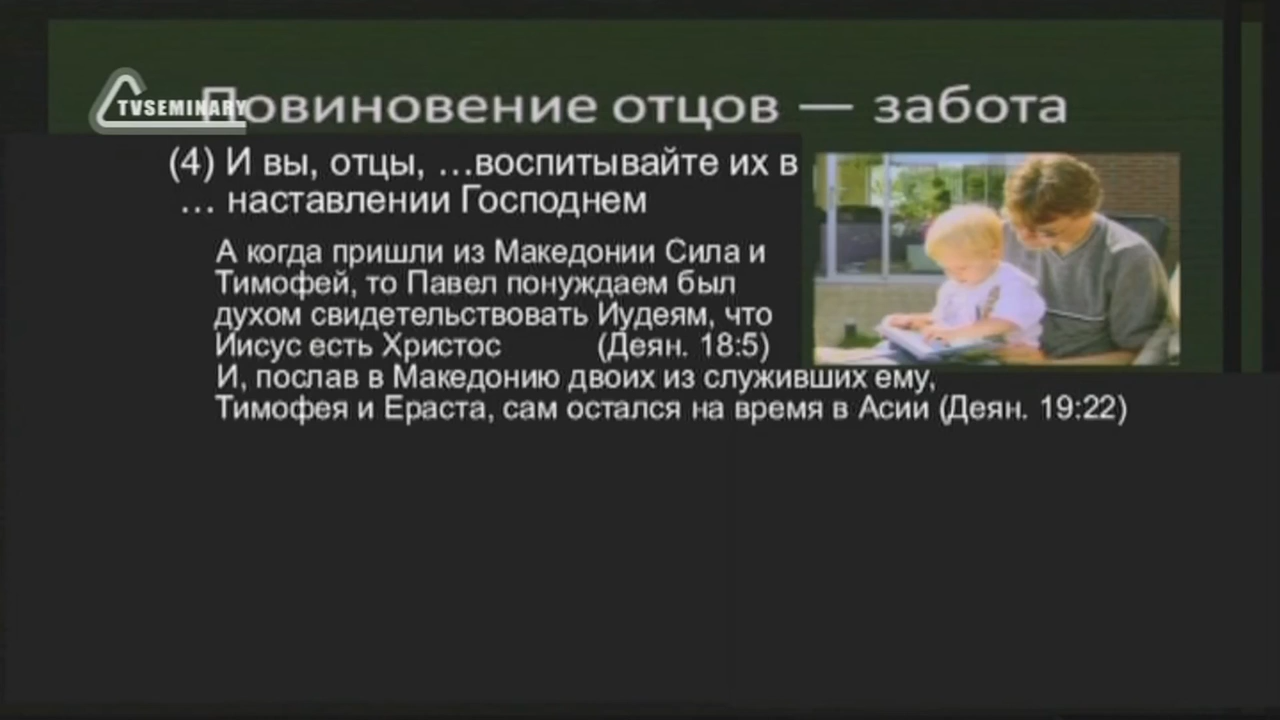 TVSEMINARY
Повиновение отцов — забота
(4) И вы, отцы, …воспитывайте их в
… наставлении Господнем
А когда пришли из Македонии Сила и
Тимофей, то Павел понуждаем был
духом свидетельствовать Иудеям, что
Иисус есть Христос (Деян. 18:5)
И, послав в Македонию двоих из служивших ему,
Тимофея и Ераста, сам остался на время в Асии (Деян. 19:22)